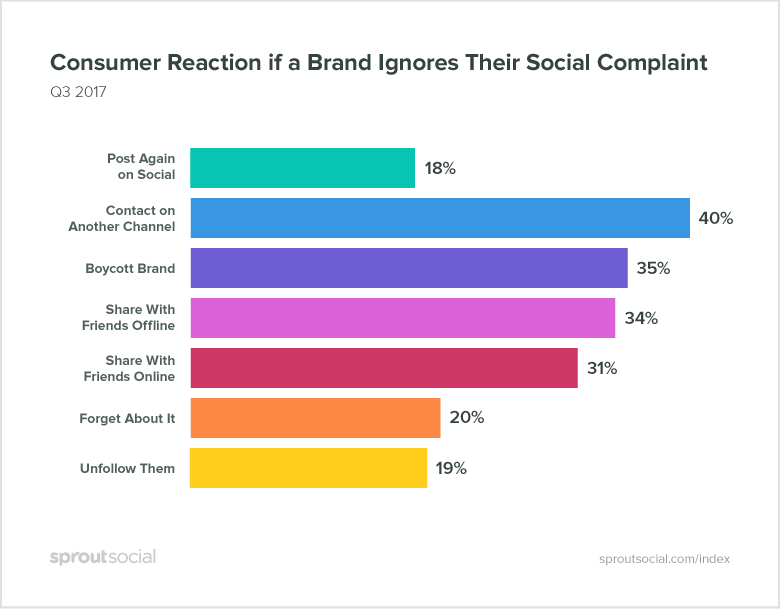 Consumer Reaction if a Brand Ignores Their Social Complaint
Q3 2017
Post Again
on Social
18%
Contact on
Another Channel
40%
Boycott Brand
35%
Share With
Friends Offline
34%
Share With
Friends Online
31%
Forget About It
20%
Unfollow Them
19%
sproutsocial
sproutsocial.com/index